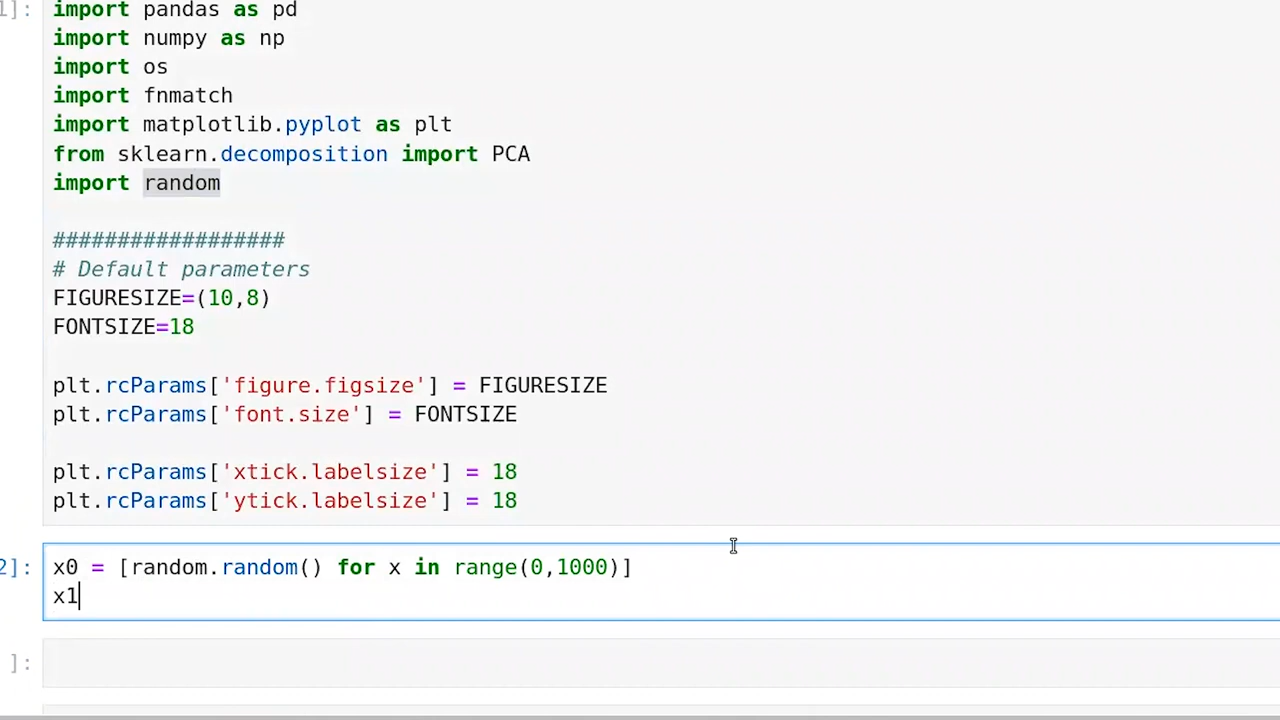 1]:
import pandas as pd
import numpy as np
import os
import fnmatch
import matplotlib.pyplot as plt
from sklearn.decomposition import PCA
import random
##################
# Default parameters
FIGURESIZE=(10,8)
FONTSIZE=18
plt.rcParams['figure.figsize'] = FIGURESIZE
plt.rcParams['font.size'] = FONTSIZE
plt.rcParams['xtick.labelsize'] = 18
plt.rcParams['ytick.labelsize'] = 18
2]:
x0 = [random.random() for x in range(0,1000)]
x1
]: